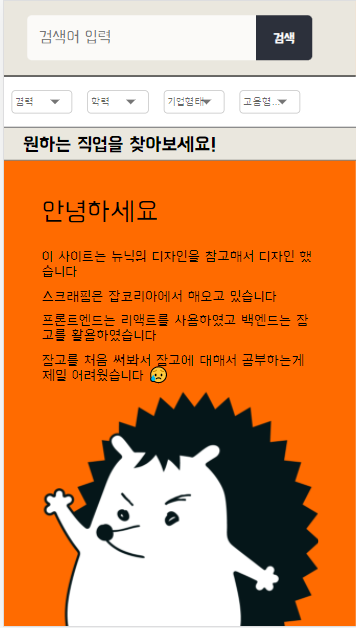 검색어 입력
검색
경력
학력
기업형태
고용형...
원하는 직업을 찾아보세요!
안녕하세요
이 사이트는 뉴닉의 디자인을 참고해서 디자인 했
습니다
스크래핑은 잡코리아에서 해오고 있습니다
프론트엔드는 리액트를 사용하였고 백엔드는 장
고를 활용하였습니다
장고를 처음 써봐서 장고에 대해서 공부하는게
제일 어려웠습니다 😥